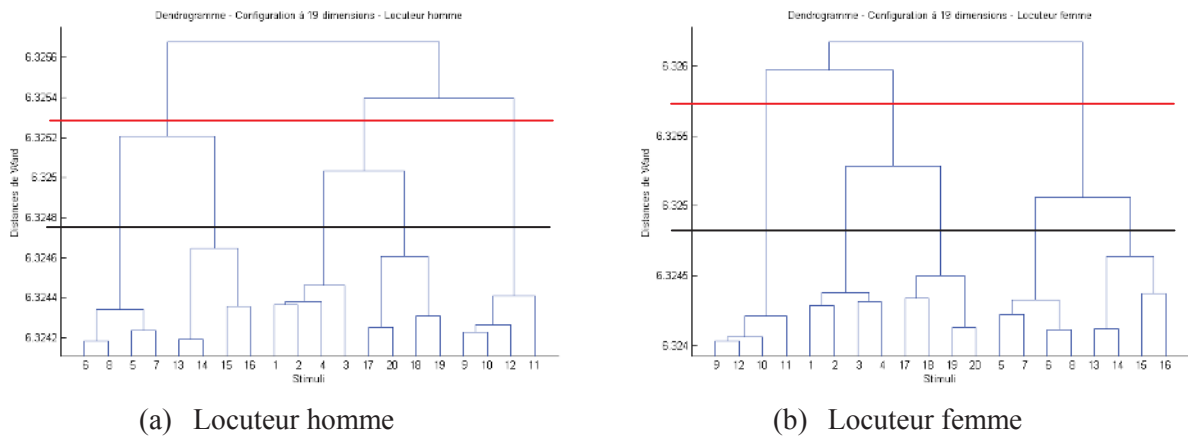 Dendrogramme - Configuration à 19 dimensions - Locuteur homme
Distances de Ward
6.3256
6.3254
6.3252
6.325
6.3248
6.3246
6.3244
6.3242
6 8 5 7 13 14 15 16 1 2 4 3 17 20 18 19 9 10 12 11
Stimuli
(a) Locuteur homme
Dendrogramme - Configuration à 19 dimensions - Locuteur femme
Distances de Ward
6.326
6.3255
6.325
6.3245
6.324
9 12 10 11 1 2 3 4 17 18 19 20 5 7 6 8 13 14 15 16
Stimuli
(b) Locuteur femme